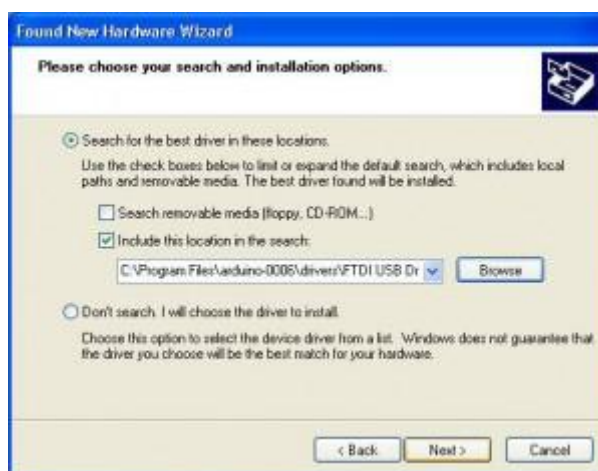 Found New Hardware Wizard
Please choose your search and installation options.
Search for the best driver in these locations.
Use the check boxes below to limit or expand the default search, which includes local
paths and removable media. The best driver found will be installed.
Search removable media (floppy, CD-ROM...)
Include this location in the search:
C:\Program Files\arduino-0006\drivers\FTDI USB Dr
Browse
Don't search. I will choose the driver to install.
Choose this option to select the device driver from a list. Windows does not guarantee that
the driver you choose will be the best match for your hardware.
< Back
Next >
Cancel